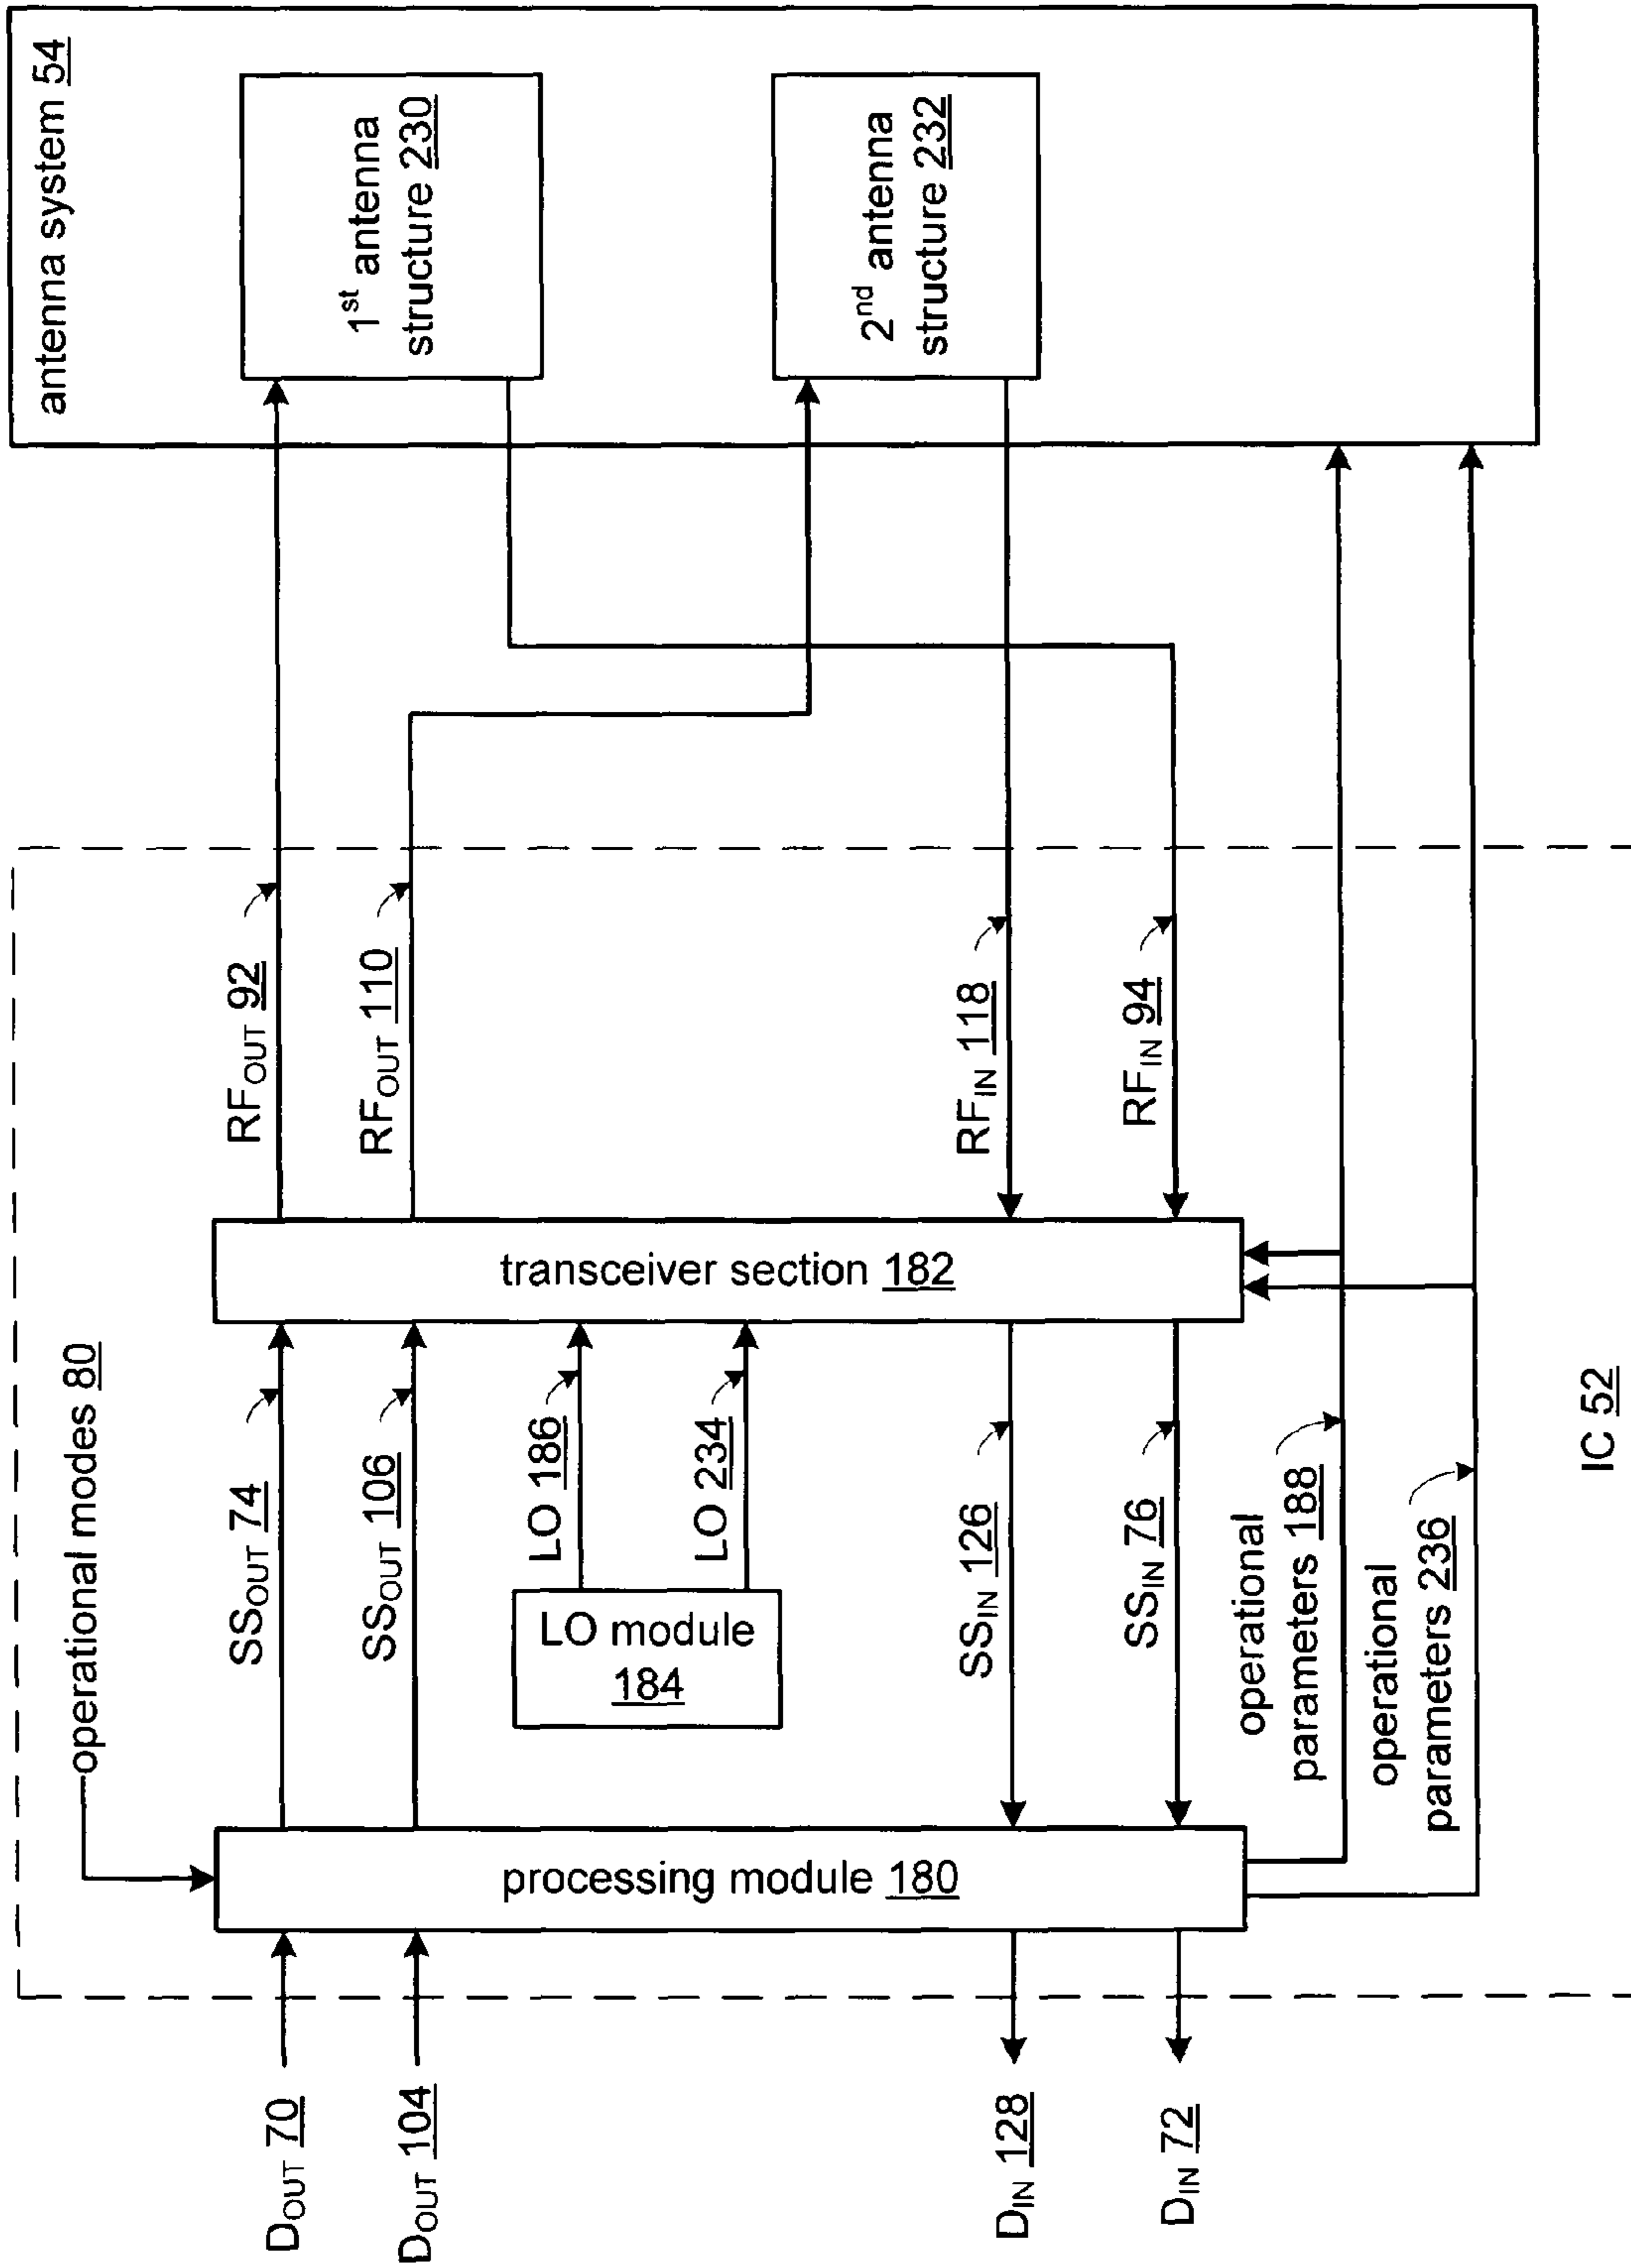 antenna system 54
1st antenna
structure 230
2nd antenna
structure 232
RFOUT 92
RFOUT 110
RFIN 118
RFIN 94
transceiver section 182
operational modes 80
SSOUT 74
SSOUT 106
LO 186
LO 234
LO module
184
SSIN 126
SSIN 76
operational
parameters 188
operational
parameters 236
processing module 180
IC 52
DOUT 70
DOUT 104
DIN 128
DIN 72